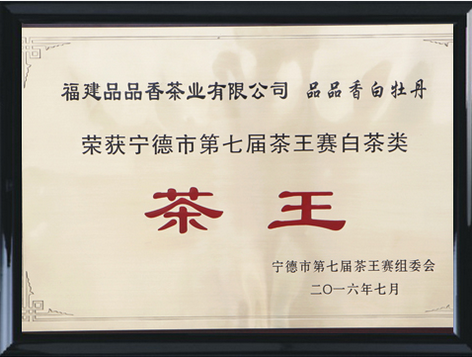 福建品品香茶业有限公司 品品香白牡丹
荣获宁德市第七届茶王赛白茶类
茶王
宁德市第七届茶王赛组委会
二〇一六年七月